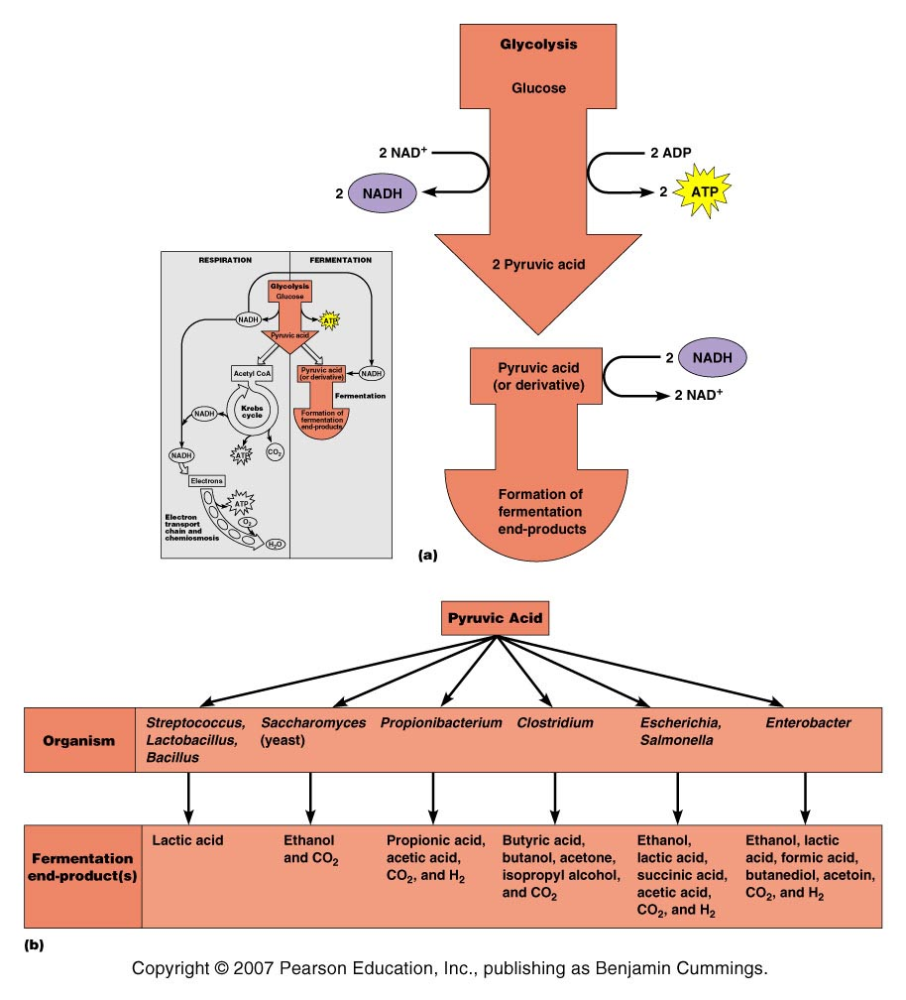 Glycolysis
Glucose
2 NAD⁺
2 ADP
2 NADH
2 ATP
2 Pyruvic acid
RESPIRATION
FERMENTATION
Glycolysis
Glucose
NADH
ATP
Pyruvic acid
Acetyl CoA
Pyruvic acid
(or derivative)
NADH
Fermentation
Krebs
cycle
NADH
Formation of
fermentation
end-products
ATP
CO₂
NADH
Electrons
ATP
O₂
Electron
transport
chain and
chemiosmosis
H₂O
Pyruvic acid
(or derivative)
2 NADH
2 NAD⁺
Formation of
fermentation
end-products
(a)
Pyruvic Acid
Organism
Streptococcus,
Lactobacillus,
Bacillus
Saccharomyces
(yeast)
Propionibacterium
Clostridium
Escherichia,
Salmonella
Enterobacter
Fermentation
end-product(s)
Lactic acid
Ethanol
and CO₂
Propionic acid,
acetic acid,
CO₂, and H₂
Butyric acid,
butanol, acetone,
isopropyl alcohol,
and CO₂
Ethanol,
lactic acid,
succinic acid,
acetic acid,
CO₂, and H₂
Ethanol, lactic
acid, formic acid,
butanediol, acetoin,
CO₂, and H₂
(b)
Copyright © 2007 Pearson Education, Inc., publishing as Benjamin Cummings.